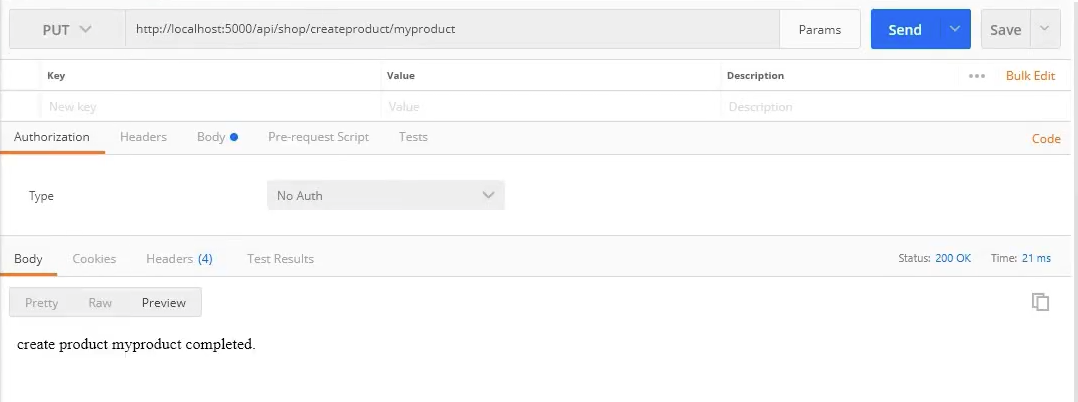 PUT http://localhost:5000/api/shop/createproduct/myproduct Params Send Save
Key Value Description ••• Bulk Edit
New key Value Description
Authorization Headers Body Pre-request Script Tests Code
Type No Auth
Body Cookies Headers (4) Test Results Status: 200 OK Time: 21 ms
Pretty Raw Preview
create product myproduct completed.